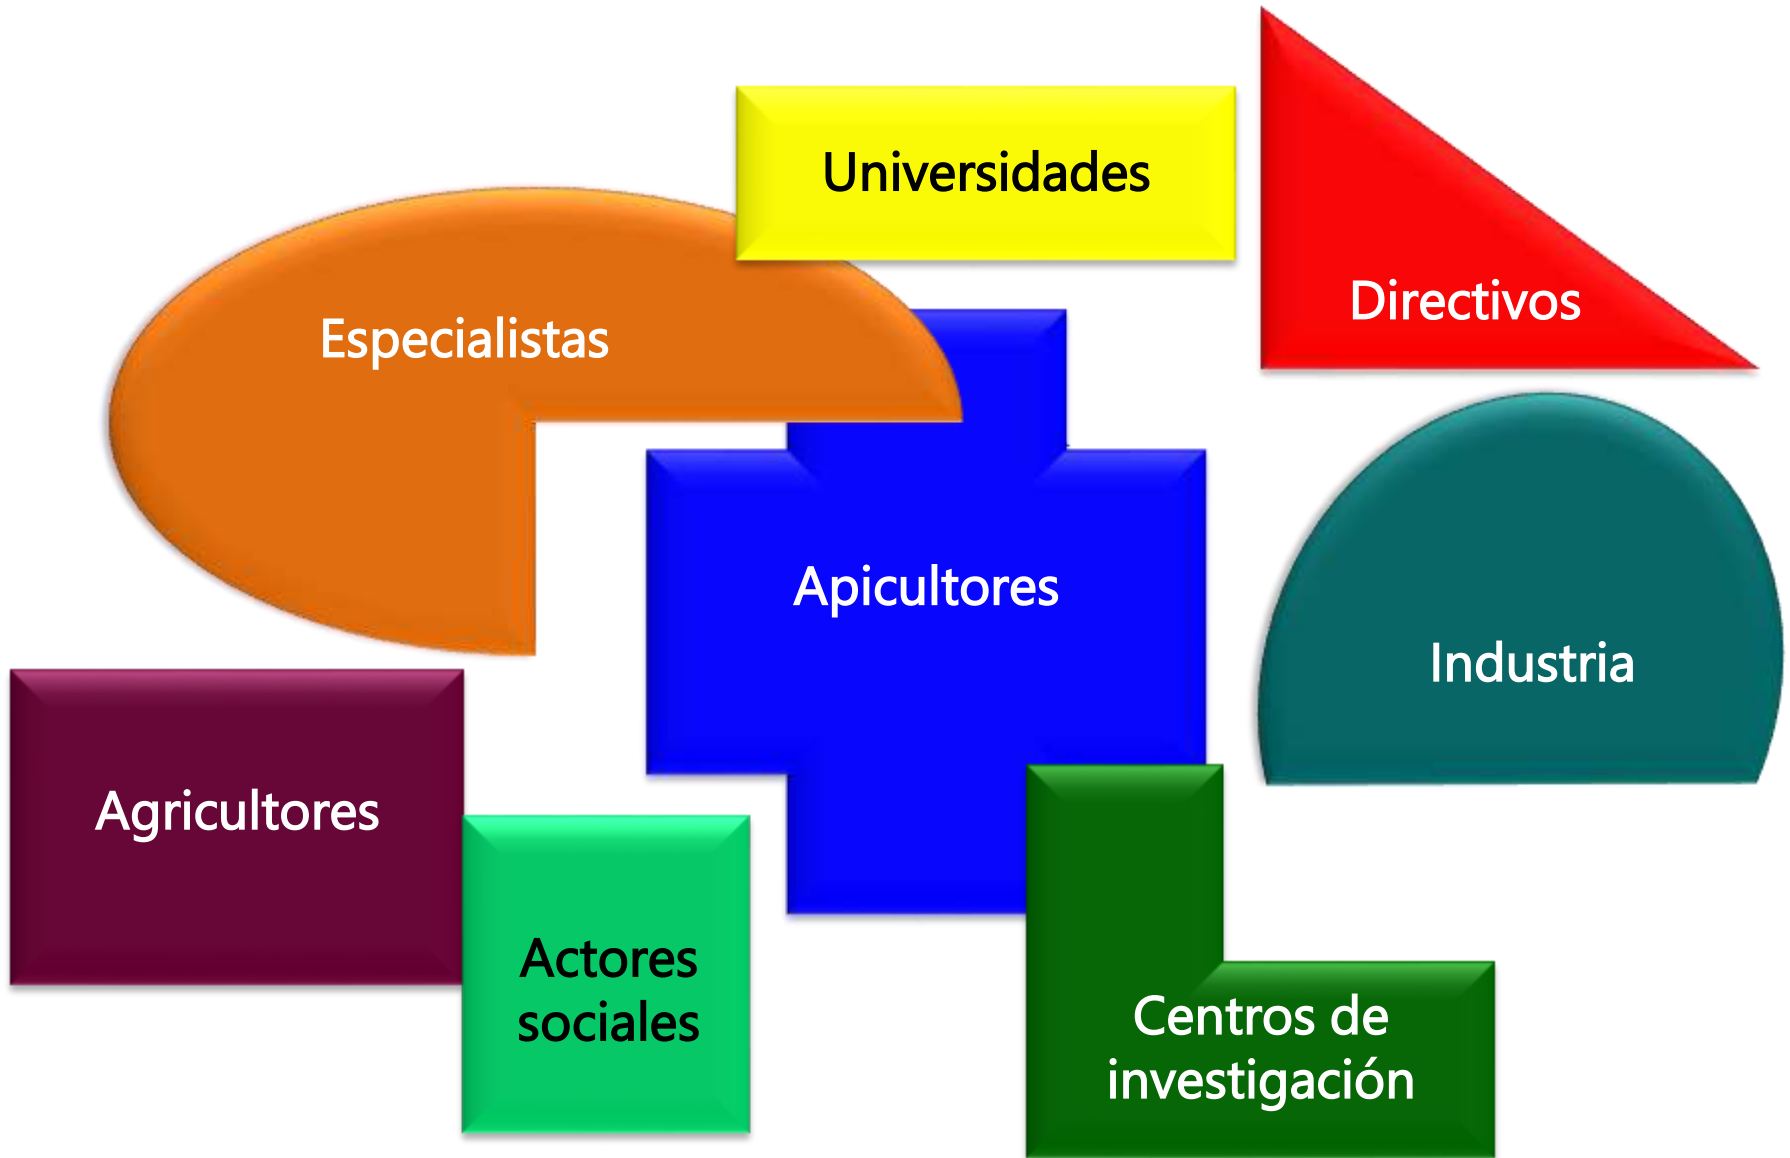 Universidades
Directivos
Especialistas
Apicultores
Industria
Agricultores
Actores
sociales
Centros de
investigación